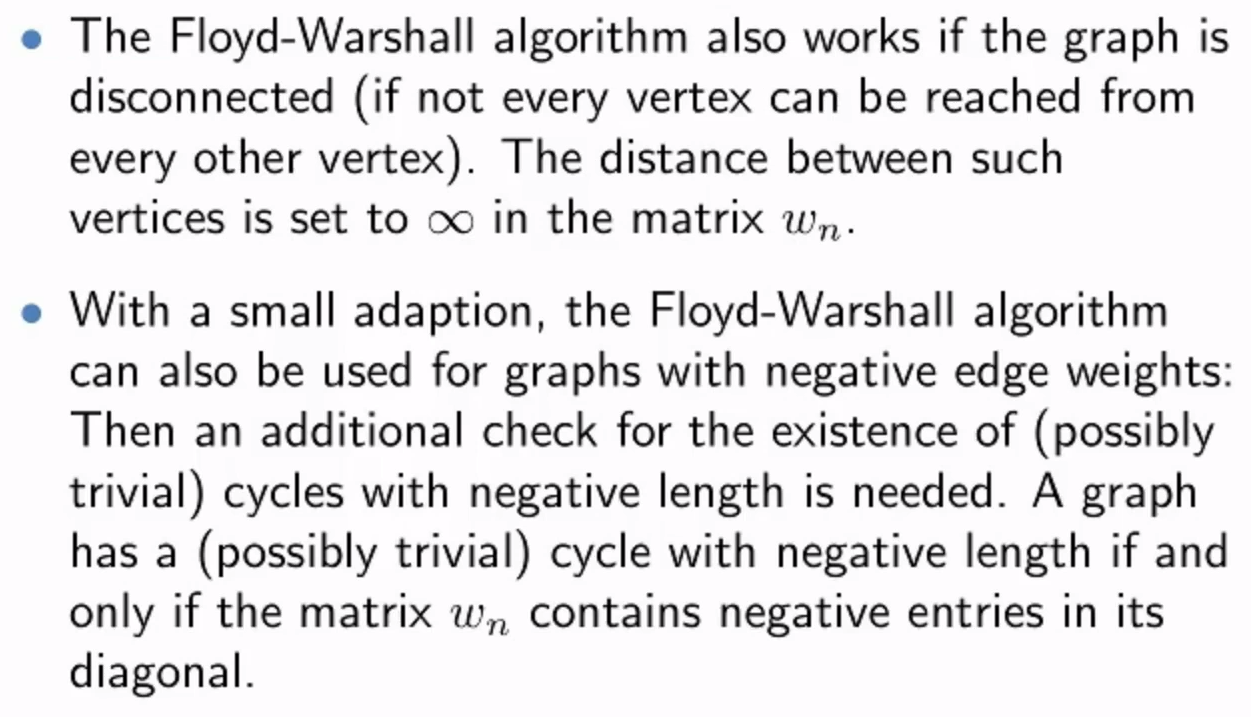 • The Floyd-Warshall algorithm also works if the graph is
disconnected (if not every vertex can be reached from
every other vertex). The distance between such
vertices is set to ∞ in the matrix wₙ.
• With a small adaption, the Floyd-Warshall algorithm
can also be used for graphs with negative edge weights:
Then an additional check for the existence of (possibly
trivial) cycles with negative length is needed. A graph
has a (possibly trivial) cycle with negative length if and
only if the matrix wₙ contains negative entries in its
diagonal.